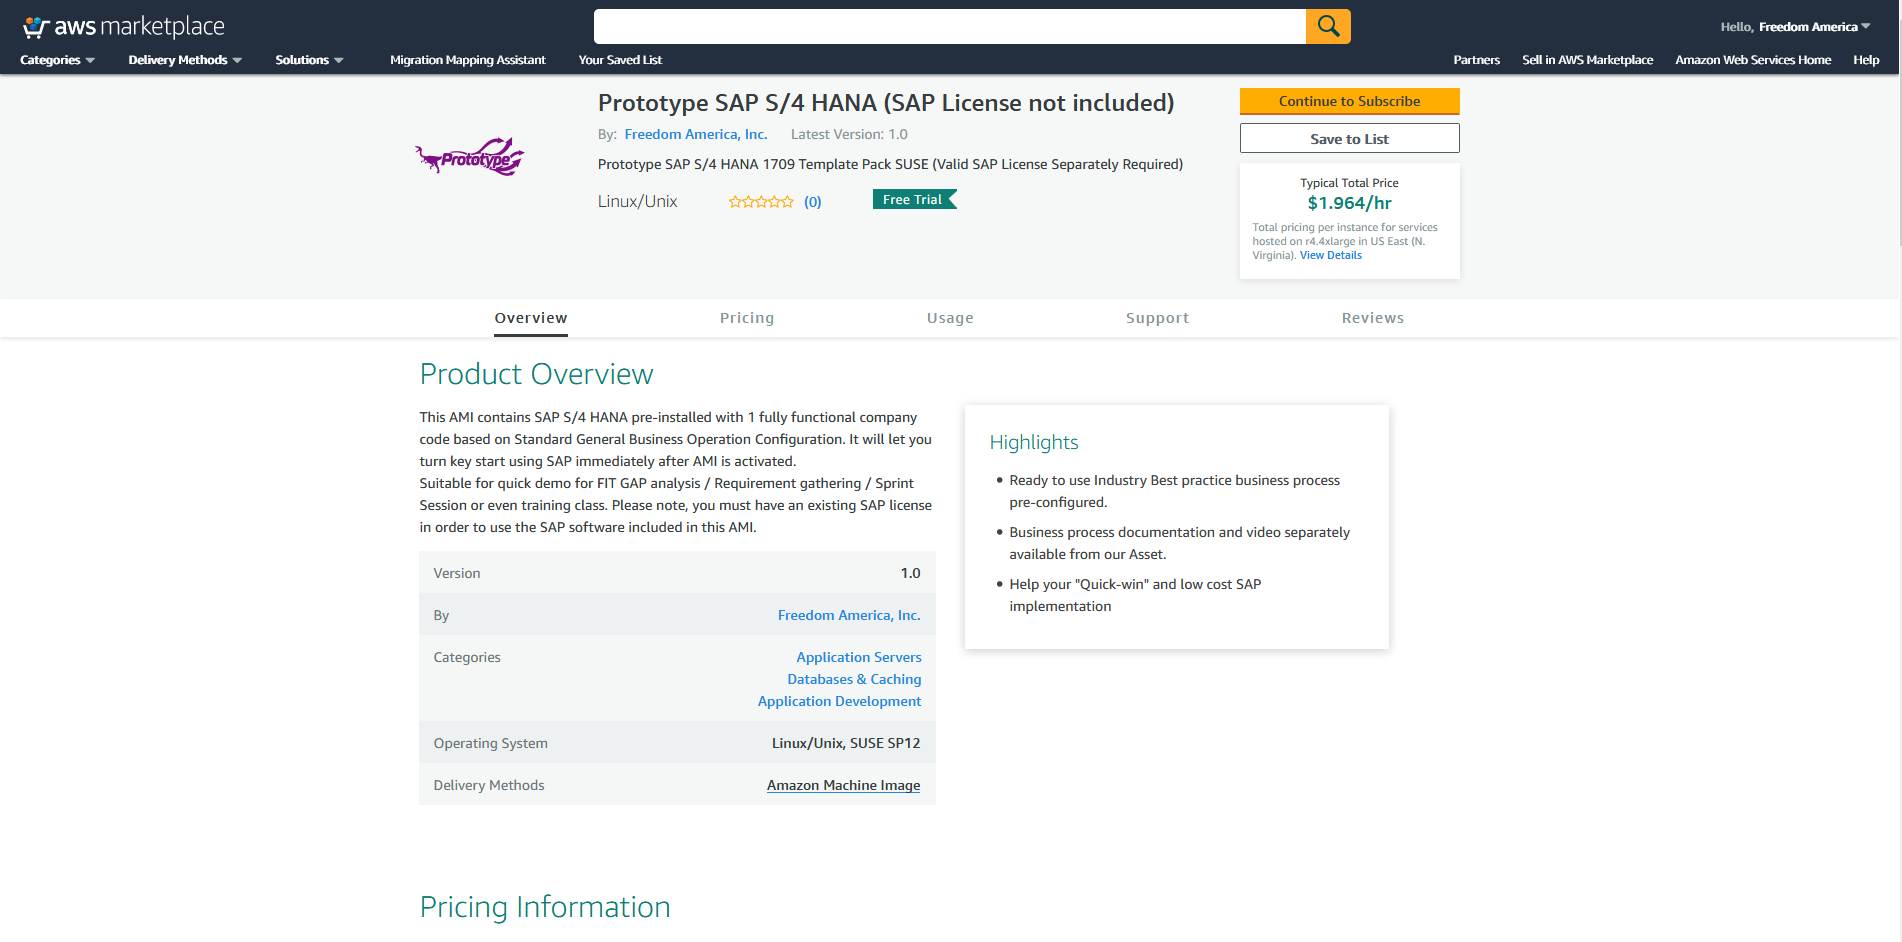 aws marketplace
Hello, Freedom America
Categories Delivery Methods Solutions Migration Mapping Assistant Your Saved List Partners Sell in AWS Marketplace Amazon Web Services Home Help
Prototype
Prototype SAP S/4 HANA (SAP License not included)
By: Freedom America, Inc. Latest Version: 1.0
Prototype SAP S/4 HANA 1709 Template Pack SUSE (Valid SAP License Separately Required)
Linux/Unix (0) Free Trial
Continue to Subscribe
Save to List
Typical Total Price
$1.964/hr
Total pricing per instance for services
hosted on r4.4xlarge in US East (N.
Virginia). View Details
Overview Pricing Usage Support Reviews
Product Overview
This AMI contains SAP S/4 HANA pre-installed with 1 fully functional company
code based on Standard General Business Operation Configuration. It will let you
turn key start using SAP immediately after AMI is activated.
Suitable for quick demo for FIT GAP analysis / Requirement gathering / Sprint
Session or even training class. Please note, you must have an existing SAP license
in order to use the SAP software included in this AMI.
Version 1.0
By Freedom America, Inc.
Categories Application Servers
Databases & Caching
Application Development
Operating System Linux/Unix, SUSE SP12
Delivery Methods Amazon Machine Image
Highlights
• Ready to use Industry Best practice business process
pre-configured.
• Business process documentation and video separately
available from our Asset.
• Help your "Quick-win" and low cost SAP
implementation
Pricing Information